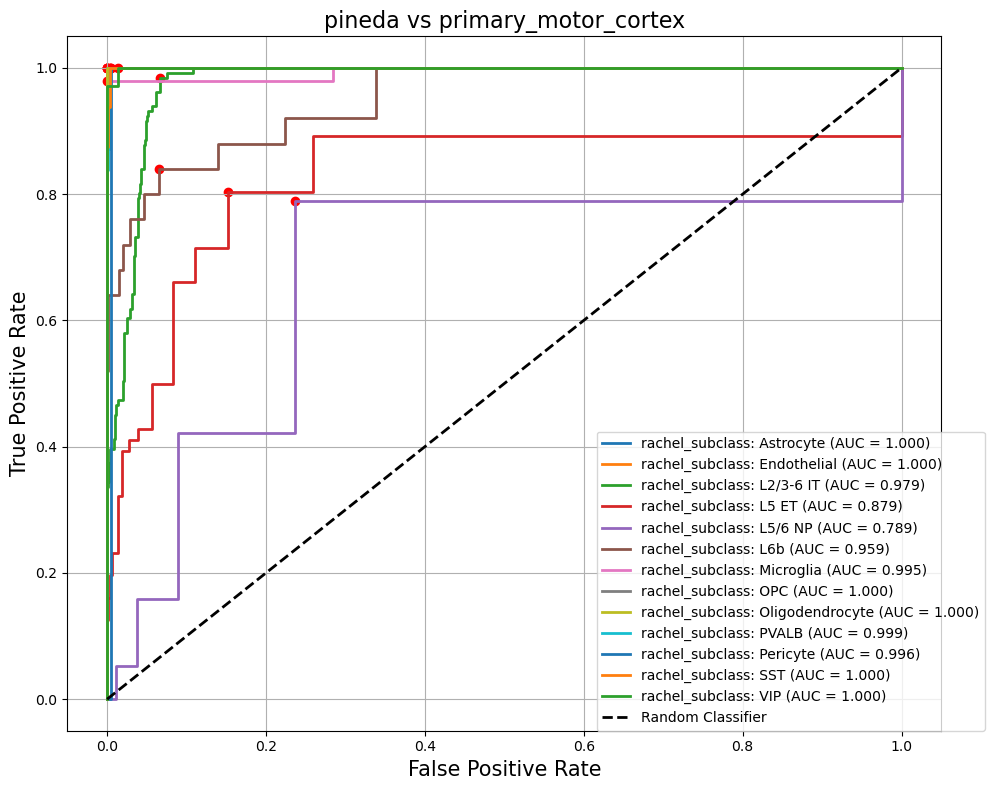 pineda vs primary_motor_cortex
True Positive Rate
1.0
0.8
0.6
0.4
0.2
0.0
rachel_subclass: Astrocyte (AUC = 1.000)
rachel_subclass: Endothelial (AUC = 1.000)
rachel_subclass: L2/3-6 IT (AUC = 0.979)
rachel_subclass: L5 ET (AUC = 0.879)
rachel_subclass: L5/6 NP (AUC = 0.789)
rachel_subclass: L6b (AUC = 0.959)
rachel_subclass: Microglia (AUC = 0.995)
rachel_subclass: OPC (AUC = 1.000)
rachel_subclass: Oligodendrocyte (AUC = 1.000)
rachel_subclass: PVALB (AUC = 0.999)
rachel_subclass: Pericyte (AUC = 0.996)
rachel_subclass: SST (AUC = 1.000)
rachel_subclass: VIP (AUC = 1.000)
Random Classifier
0.0 0.2 0.4 0.6 0.8 1.0
False Positive Rate